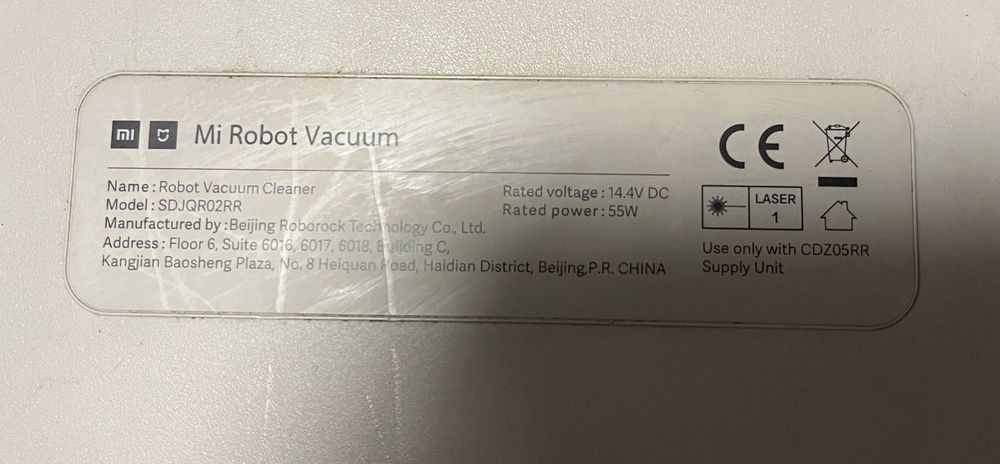 mi Mi Robot Vacuum
Name : Robot Vacuum Cleaner
Model : SDJQR02RR
Manufactured by :Beijing Roborock Technology Co., Ltd.
Address : Floor 6, Suite 6016, 6017, 6018, Building C,
Kangjian Baosheng Plaza, No. 8 Heiquan Road, Haidian District, Beijing,P.R. CHINA
Rated voltage : 14.4V DC
Rated power : 55W
CE
LASER
1
Use only with CDZ05RR
Supply Unit